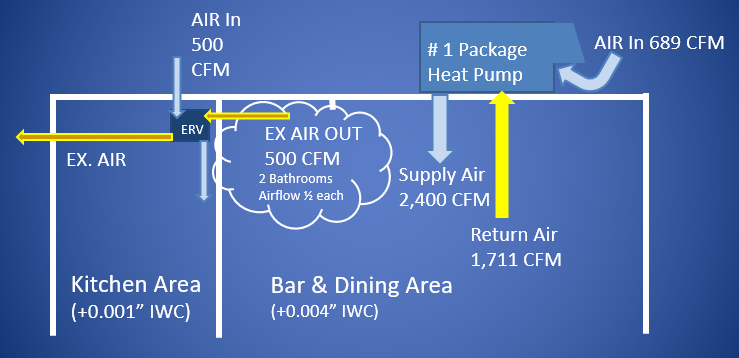 AIR In
500
CFM
# 1 Package
Heat Pump
AIR In 689 CFM
ERV
EX. AIR
EX AIR OUT
500 CFM
2 Bathrooms
Airflow ½ each
Supply Air
2,400 CFM
Return Air
1,711 CFM
Kitchen Area
(+0.001” IWC)
Bar & Dining Area
(+0.004” IWC)